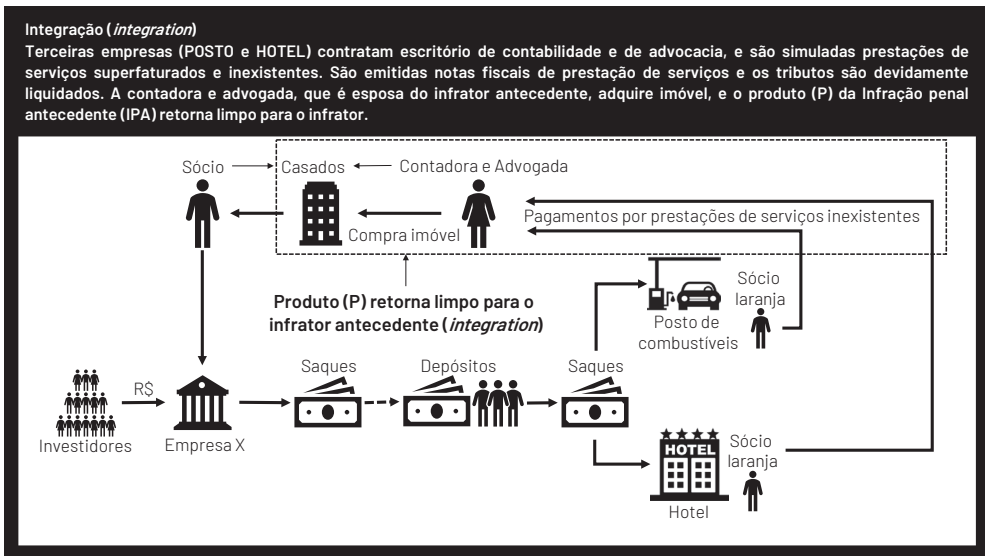 Integração (integration)
Terceiras empresas (POSTO e HOTEL) contratam escritório de contabilidade e de advocacia, e são simuladas prestações de
serviços superfaturados e inexistentes. São emitidas notas fiscais de prestação de serviços e os tributos são devidamente
liquidados. A contadora e advogada, que é esposa do infrator antecedente, adquire imóvel, e o produto (P) da Infração penal
antecedente (IPA) retorna limpo para o infrator.
Sócio
Casados
Contadora e Advogada
Pagamentos por prestações de serviços inexistentes
Compra imóvel
Produto (P) retorna limpo para o
infrator antecedente (integration)
Sócio
laranja
Posto de
combustíveis
Investidores
R$
Empresa X
Saques
Depósitos
Saques
HOTEL
Sócio
laranja
Hotel